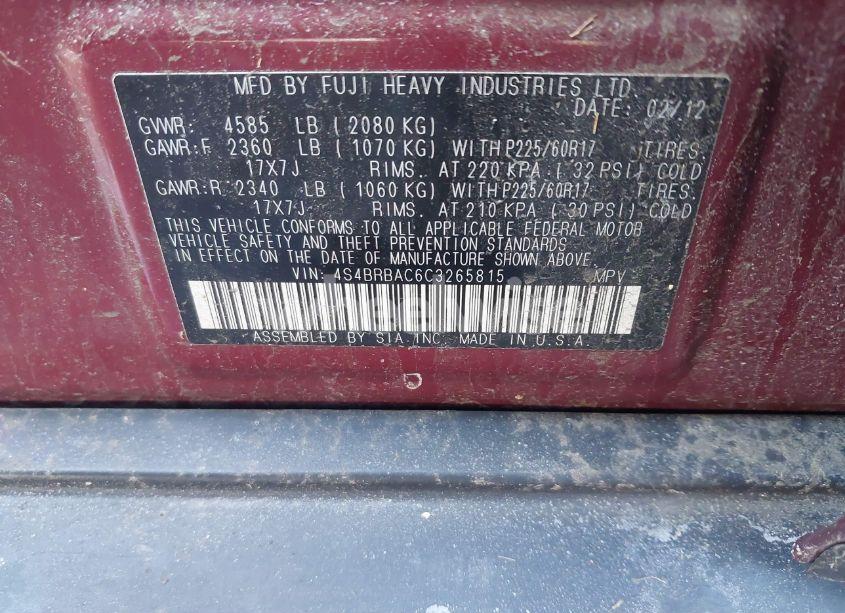 MFD BY FUJI HEAVY INDUSTRIES LTD.
DATE: 02/12
GVWR: 4585 LB ( 2080 KG)
GAWR:F 2360 LB ( 1070 KG) WITH P225/60R17 TIRES.
17X7J RIMS. AT 220 KPA ( 32 PSI) COLD
GAWR:R 2340 LB ( 1060 KG) WITH P225/60R17 TIRES.
17X7J RIMS. AT 210 KPA ( 30 PSI) COLD
THIS VEHICLE CONFORMS TO ALL APPLICABLE FEDERAL MOTOR
VEHICLE SAFETY AND THEFT PREVENTION STANDARDS
IN EFFECT ON THE DATE OF MANUFACTURE SHOWN ABOVE.
VIN: 4S4BRBAC6C3265815 MPV
ASSEMBLED BY SIA, INC. MADE IN U.S.A.